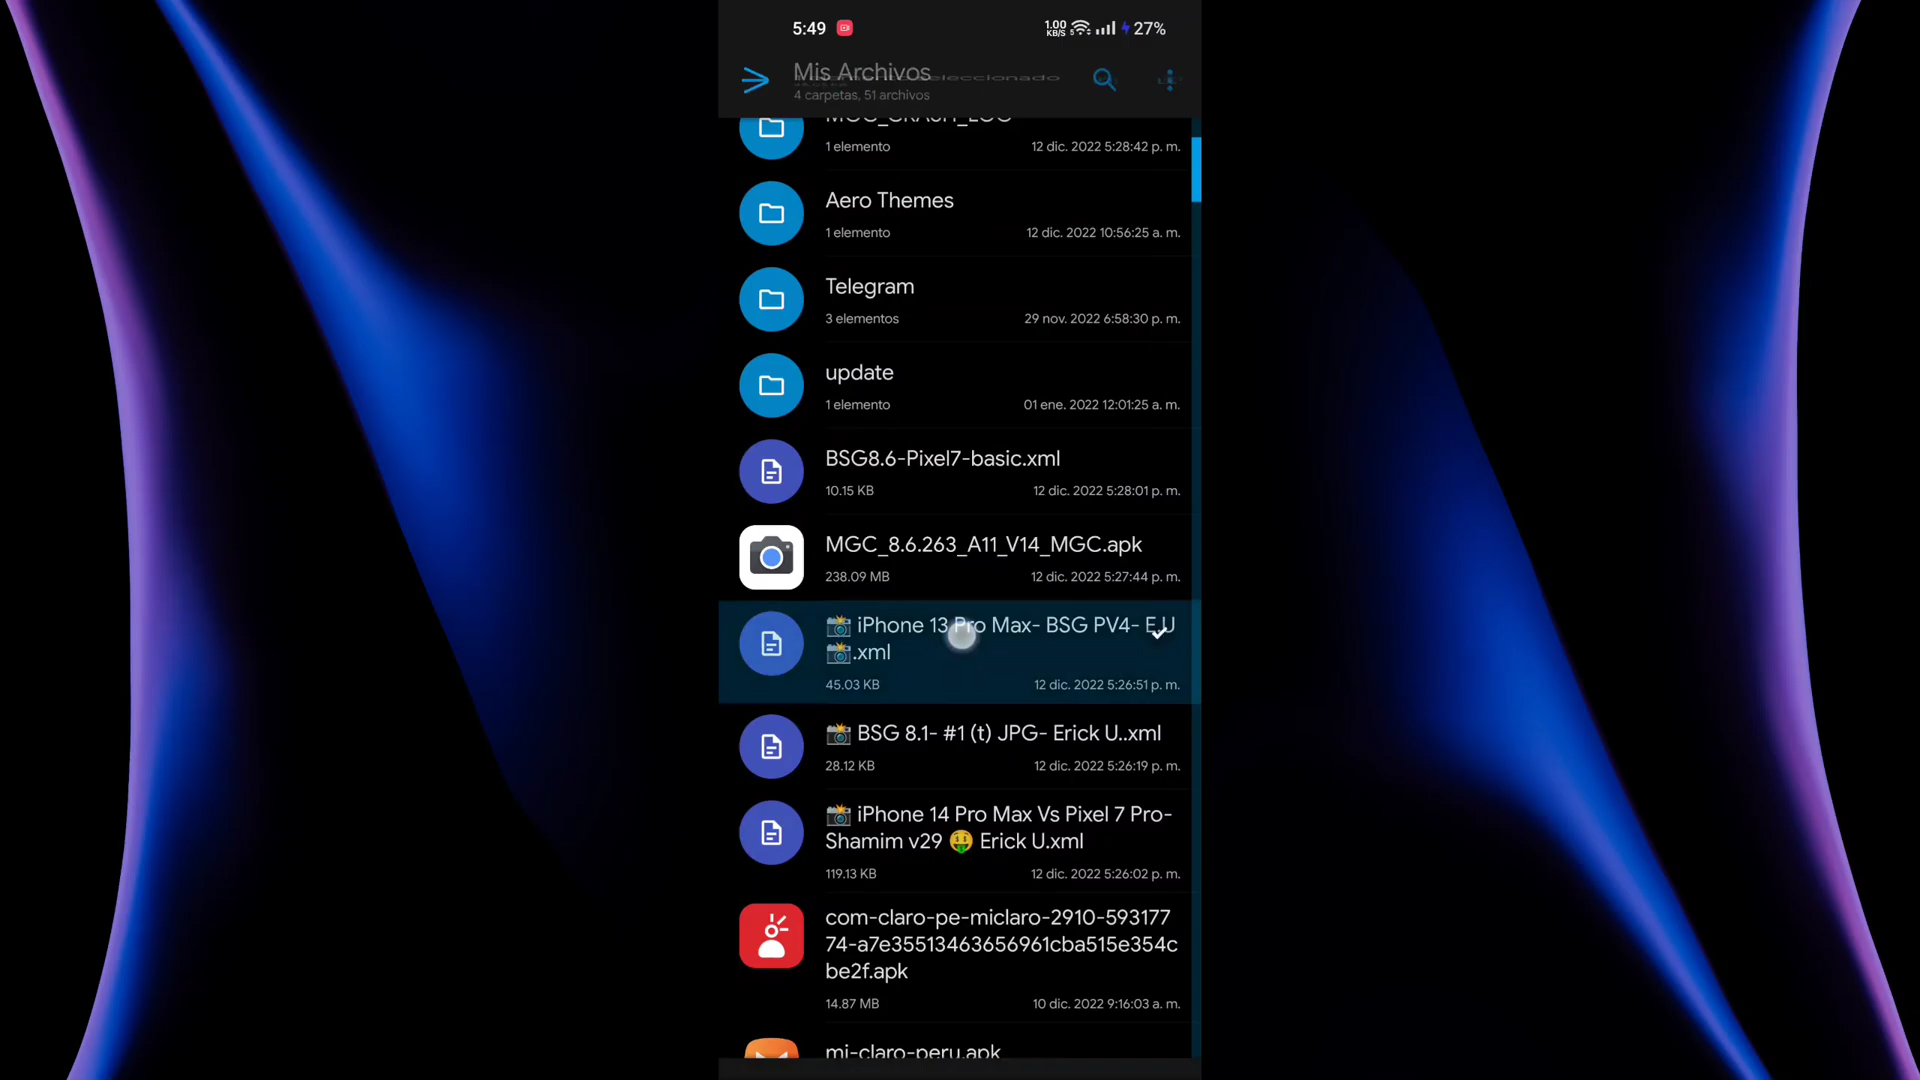 5:49
1.00
KB/S
27%
Mis Archivos
4 carpetas, 51 archivos
MGC_CRASH_LOG
1 elemento
12 dic. 2022 5:28:42 p. m.
Aero Themes
1 elemento
12 dic. 2022 10:56:25 a. m.
Telegram
3 elementos
29 nov. 2022 6:58:30 p. m.
update
1 elemento
01 ene. 2022 12:01:25 a. m.
BSG8.6-Pixel7-basic.xml
10.15 KB
12 dic. 2022 5:28:01 p. m.
MGC_8.6.263_A11_V14_MGC.apk
238.09 MB
12 dic. 2022 5:27:44 p. m.
📸 iPhone 13 Pro Max- BSG PV4- E.U
📸.xml
45.03 KB
12 dic. 2022 5:26:51 p. m.
📸 BSG 8.1- #1 (t) JPG- Erick U..xml
28.12 KB
12 dic. 2022 5:26:19 p. m.
📸 iPhone 14 Pro Max Vs Pixel 7 Pro-
Shamim v29 🤑 Erick U.xml
119.13 KB
12 dic. 2022 5:26:02 p. m.
com-claro-pe-miclaro-2910-593177
74-a7e35513463656961cba515e354c
be2f.apk
14.87 MB
10 dic. 2022 9:16:03 a. m.
mi-claro-peru.apk